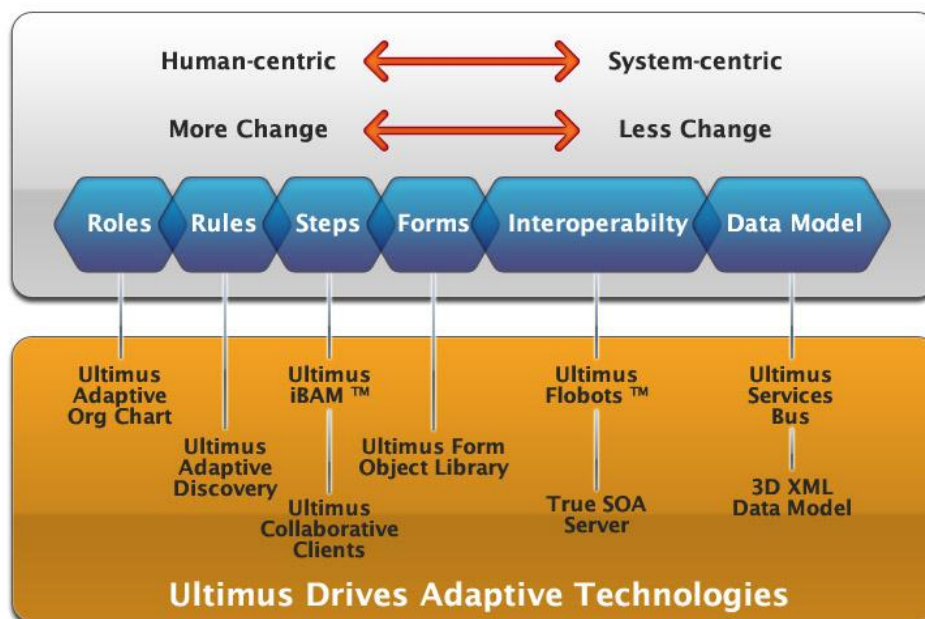 Human-centric System-centric
More Change Less Change
Roles Rules Steps Forms Interoperabilty Data Model
Ultimus
Adaptive
Org Chart
Ultimus
Adaptive
Discovery
Ultimus
iBAM ™
Ultimus
Collaborative
Clients
Ultimus Form
Object Library
Ultimus
Flobots ™
True SOA
Server
Ultimus
Services
Bus
3D XML
Data Model
Ultimus Drives Adaptive Technologies